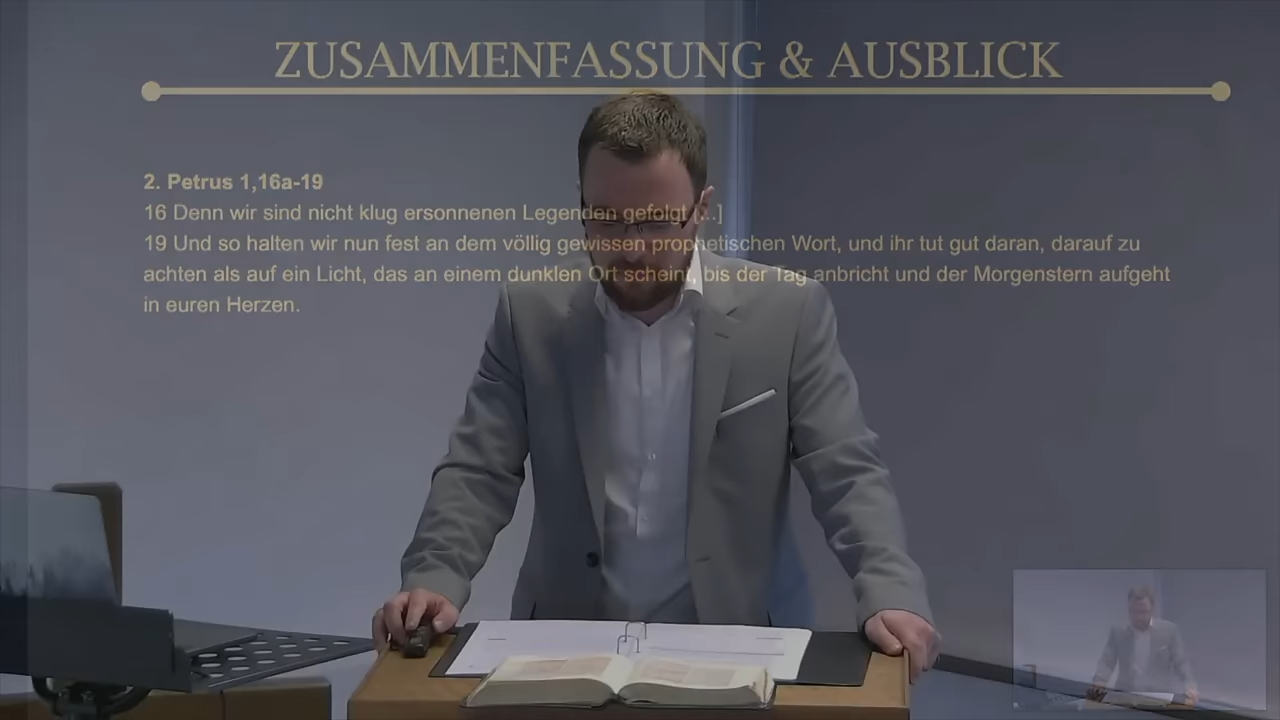 ZUSAMMENFASSUNG & AUSBLICK
2. Petrus 1,16a-19
16 Denn wir sind nicht klug ersonnenen Legenden gefolgt [...]
19 Und so halten wir nun fest an dem völlig gewissen prophetischen Wort, und ihr tut gut daran, darauf zu
achten als auf ein Licht, das an einem dunklen Ort scheint, bis der Tag anbricht und der Morgenstern aufgeht
in euren Herzen.